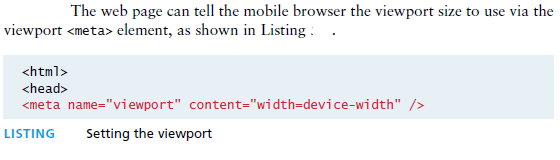 The web page can tell the mobile browser the viewport size to use via the
viewport <meta> element, as shown in Listing .
<html>
<head>
<meta name="viewport" content="width=device-width" />
LISTING Setting the viewport